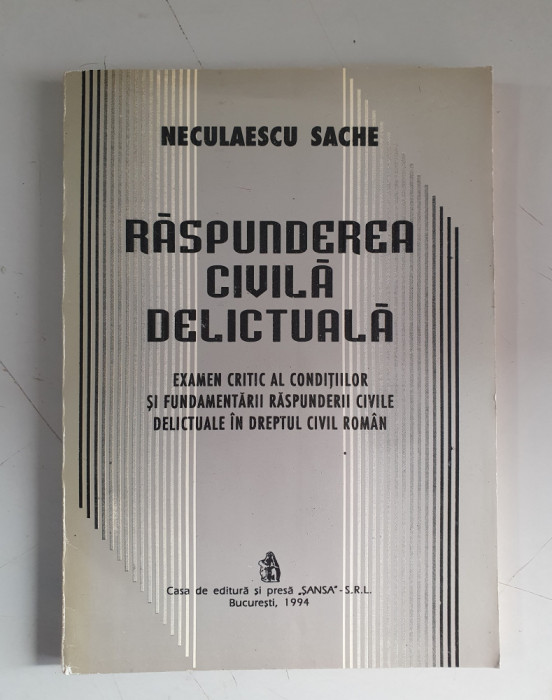 NECULAESCU SACHE
RĂSPUNDEREA
CIVILĂ
DELICTUALĂ
EXAMEN CRITIC AL CONDIȚIILOR
ȘI FUNDAMENTĂRII RĂSPUNDERII CIVILE
DELICTUALE ÎN DREPTUL CIVIL ROMÂN
Casa de editură și presă „ȘANSA" - S.R.L.
București, 1994